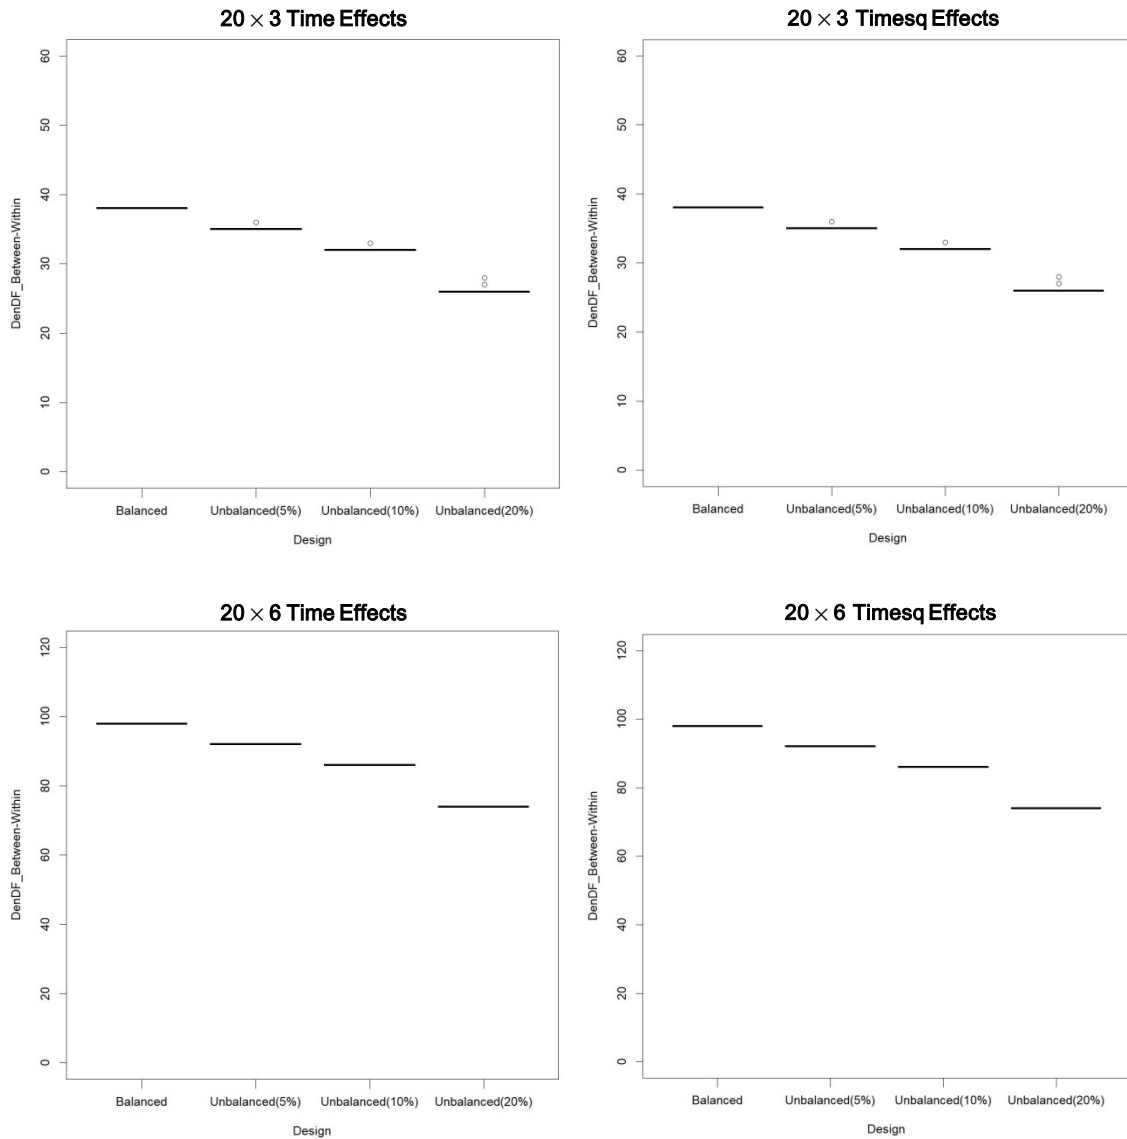 20 × 3 Time Effects
DenDF_Between-Within
60
50
40
30
20
10
0
Balanced Unbalanced(5%) Unbalanced(10%) Unbalanced(20%)
Design
20 × 3 Timesq Effects
DenDF_Between-Within
60
50
40
30
20
10
0
Balanced Unbalanced(5%) Unbalanced(10%) Unbalanced(20%)
Design
20 × 6 Time Effects
DenDF_Between-Within
120
100
80
60
40
20
0
Balanced Unbalanced(5%) Unbalanced(10%) Unbalanced(20%)
Design
20 × 6 Timesq Effects
DenDF_Between-Within
120
100
80
60
40
20
0
Balanced Unbalanced(5%) Unbalanced(10%) Unbalanced(20%)
Design